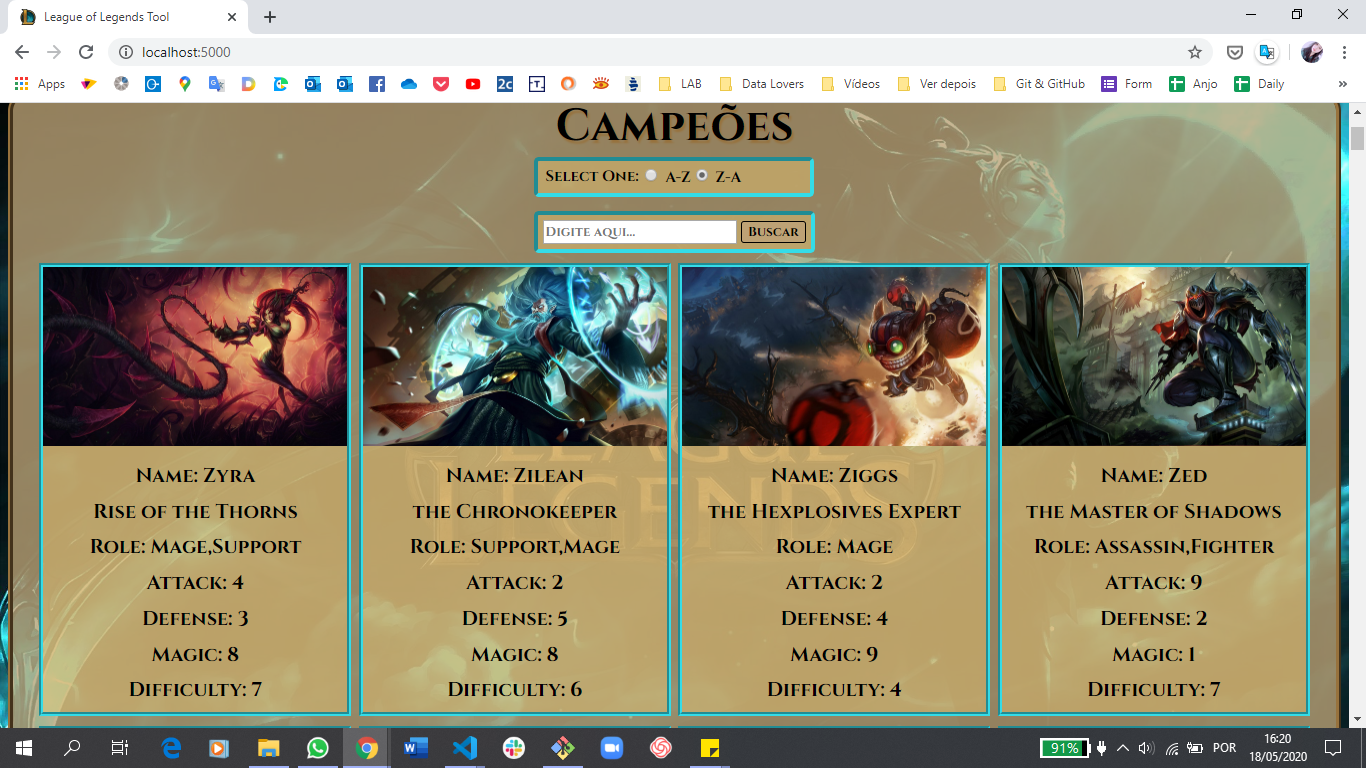 League of Legends Tool
localhost:5000
Apps
LAB
Data Lovers
Vídeos
Ver depois
Git & GitHub
Form
Anjo
Daily
Campeões
Select One: A-Z Z-A
Digite aqui... Buscar
League
Legends
Name: Zyra
Rise of the Thorns
Role: Mage,Support
Attack: 4
Defense: 3
Magic: 8
Difficulty: 7
Name: Zilean
the Chronokeeper
Role: Support,Mage
Attack: 2
Defense: 5
Magic: 8
Difficulty: 6
Name: Ziggs
the Hexplosives Expert
Role: Mage
Attack: 2
Defense: 4
Magic: 9
Difficulty: 4
Name: Zed
the Master of Shadows
Role: Assassin,Fighter
Attack: 9
Defense: 2
Magic: 1
Difficulty: 7
91%
POR
16:20
18/05/2020